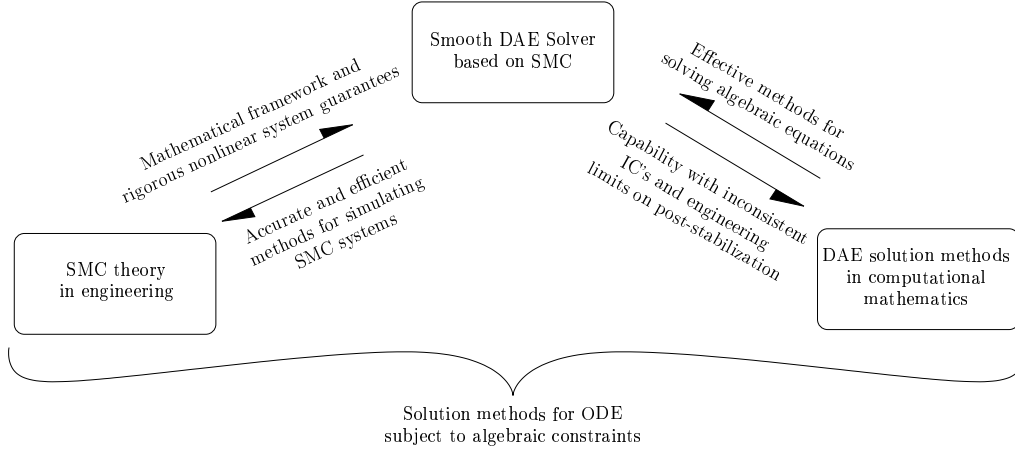 Smooth DAE Solver
based on SMC
Mathematical framework and
rigorous nonlinear system guarantees
Accurate and efficient
methods for simulating
SMC systems
Effective methods for
solving algebraic equations
Capability with inconsistent
IC's and engineering
limits on post-stabilization
SMC theory
in engineering
DAE solution methods
in computational
mathematics
Solution methods for ODE
subject to algebraic constraints